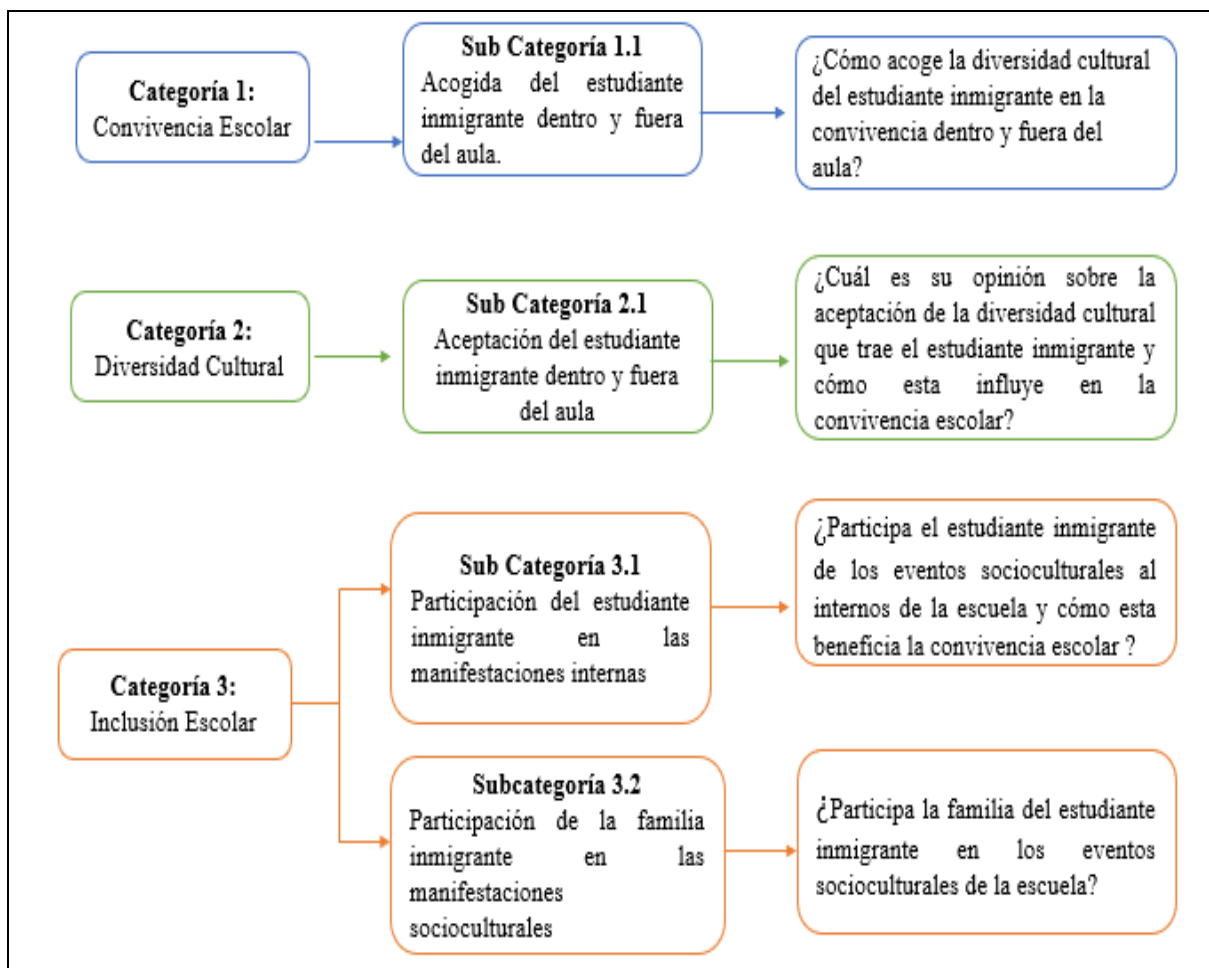 Categoría 1:
Convivencia Escolar
Sub Categoría 1.1
Acogida del estudiante
inmigrante dentro y fuera
del aula.
¿Cómo acoge la diversidad cultural
del estudiante inmigrante en la
convivencia dentro y fuera del
aula?
Categoría 2:
Diversidad Cultural
Sub Categoría 2.1
Aceptación del estudiante
inmigrante dentro y fuera
del aula
¿Cuál es su opinión sobre la
aceptación de la diversidad cultural
que trae el estudiante inmigrante y
cómo esta influye en la
convivencia escolar?
Categoría 3:
Inclusión Escolar
Sub Categoría 3.1
Participación del estudiante
inmigrante en las
manifestaciones internas
¿Participa el estudiante inmigrante
de los eventos socioculturales al
internos de la escuela y cómo esta
beneficia la convivencia escolar ?
Subcategoría 3.2
Participación de la familia
inmigrante en las
manifestaciones
socioculturales
¿Participa la familia del estudiante
inmigrante en los eventos
socioculturales de la escuela?